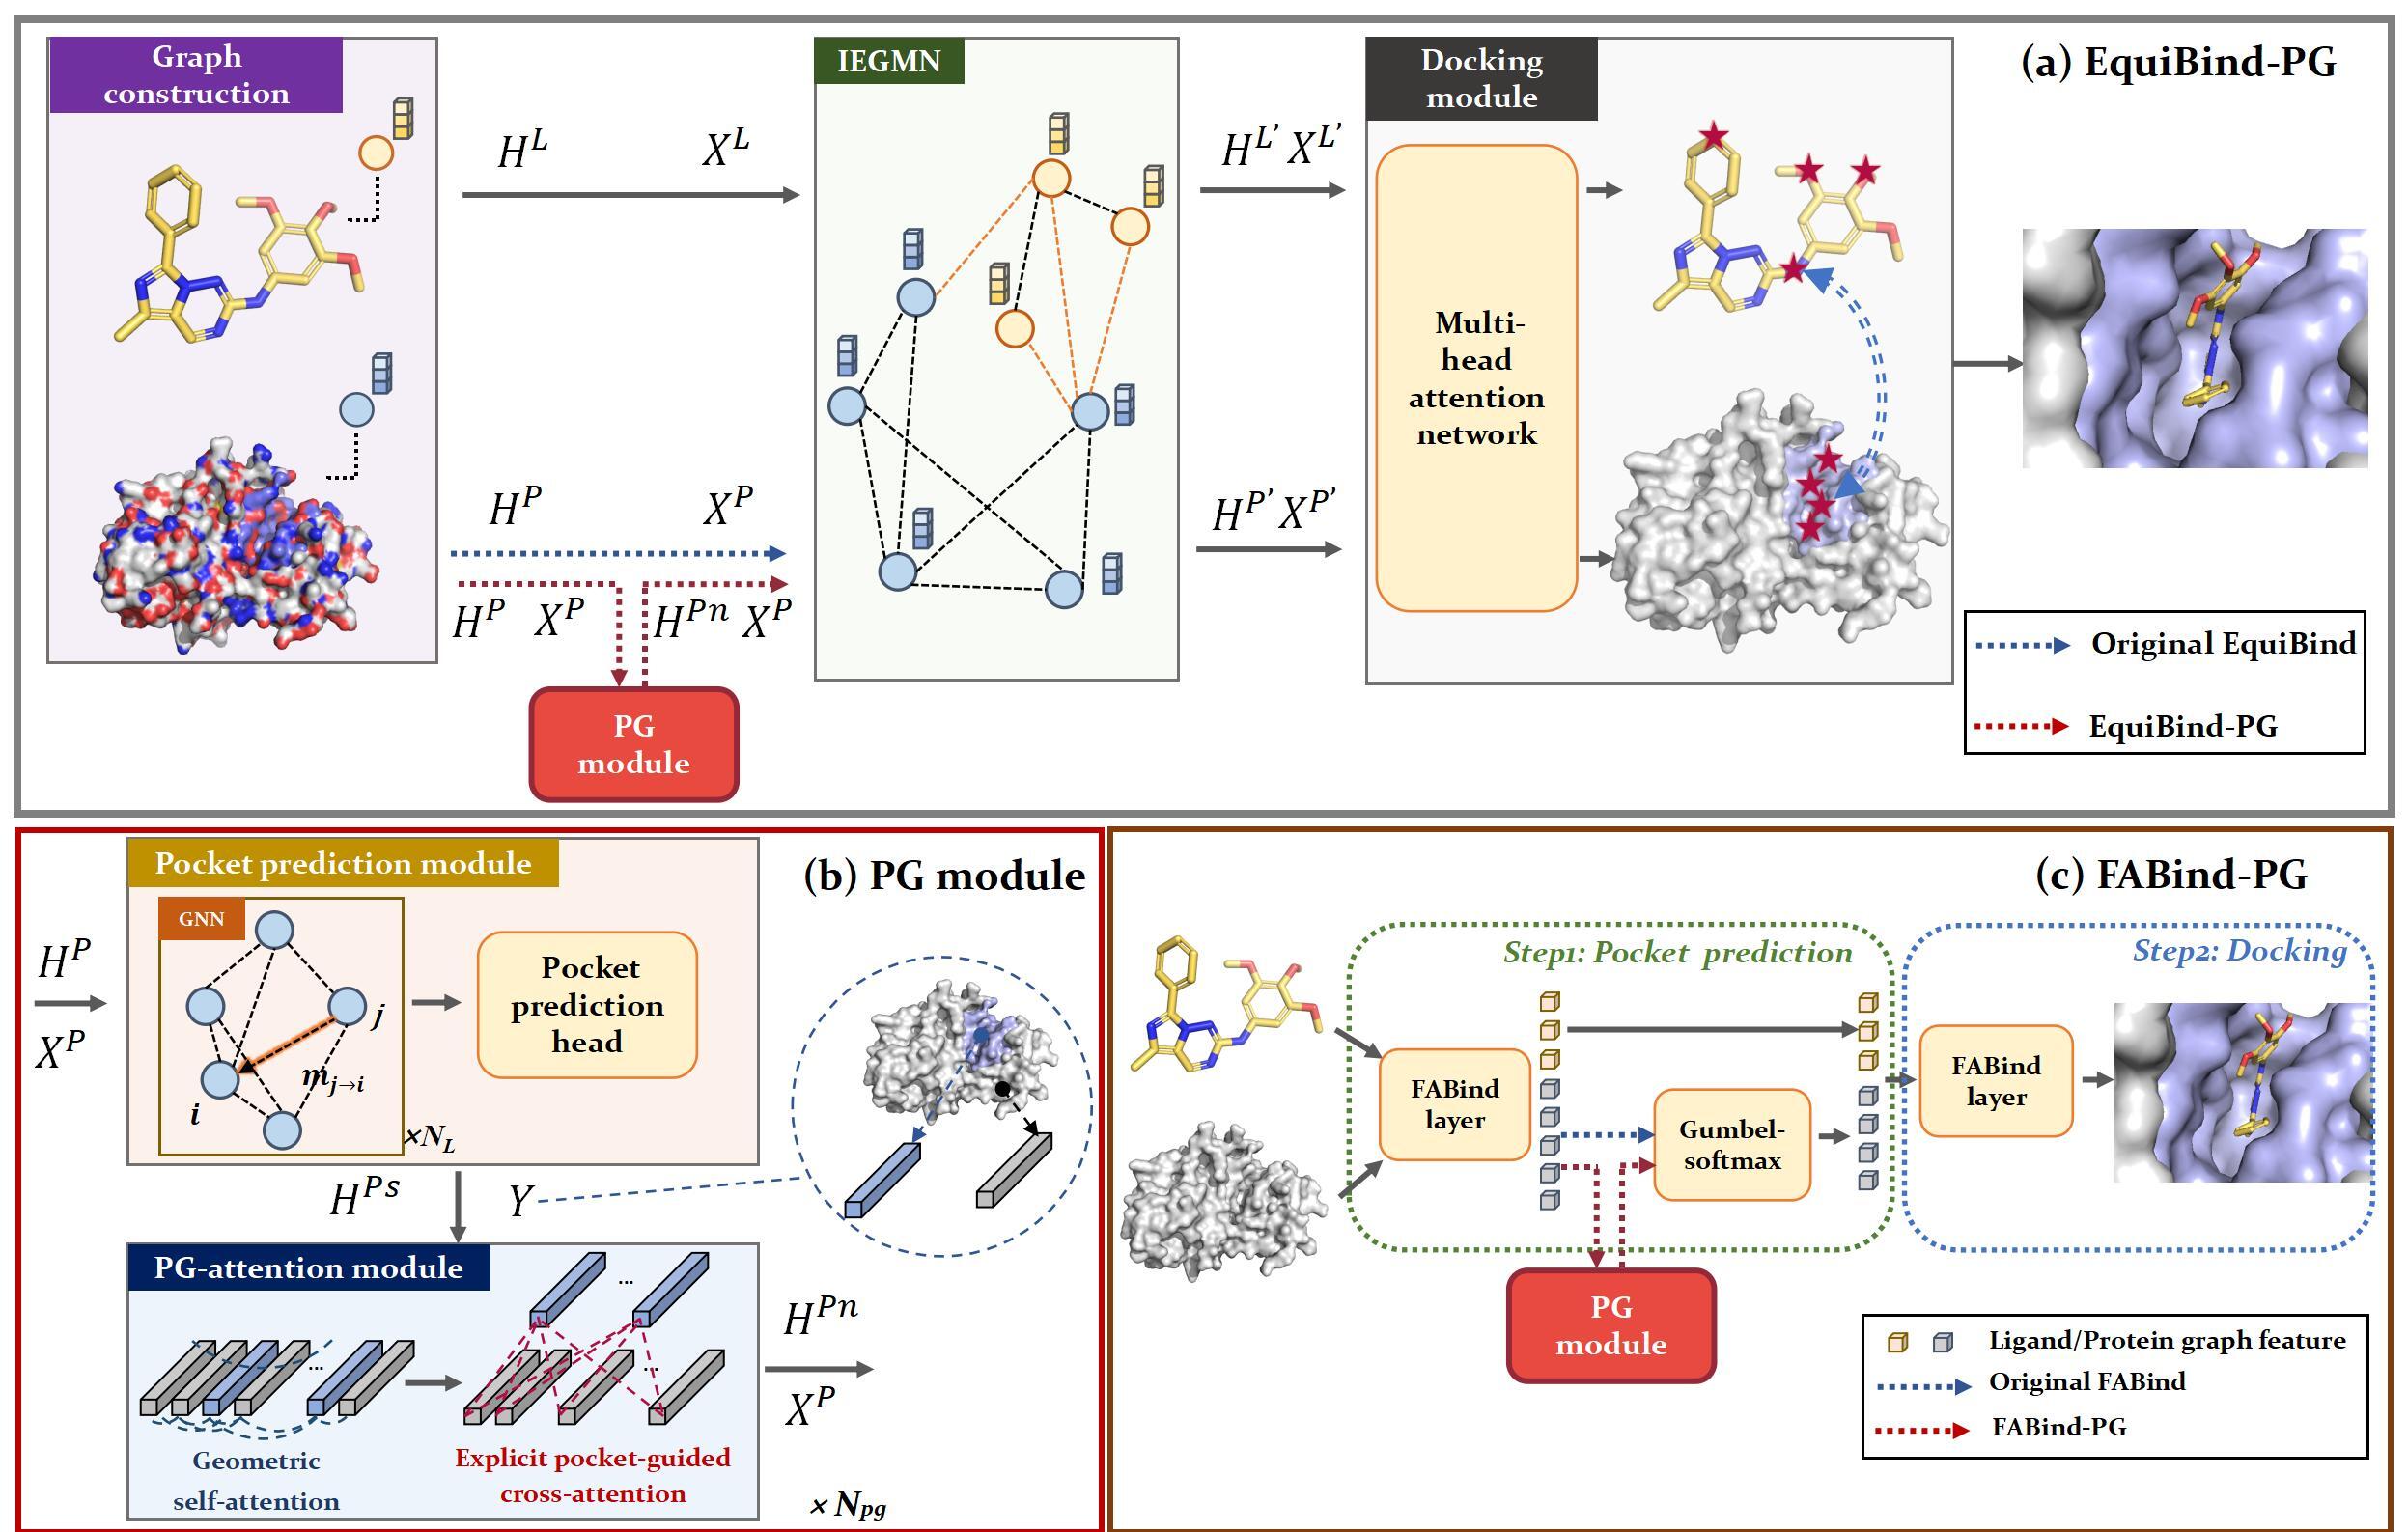 Graph
construction
H^L X^L
H^P X^P
H^P X^P H^{Pn} X^P
PG
module
IEGMN
H^{L'} X^{L'}
H^{P'} X^{P'}
Docking
module
Multi-
head
attention
network
(a) EquiBind-PG
Original EquiBind
EquiBind-PG
(b) PG module
H^P
X^P
Pocket prediction module
GNN
j
m_{j→i}
i
×N_L
Pocket
prediction
head
H^{Ps} Y
PG-attention module
...
...
...
Geometric
self-attention
Explicit pocket-guided
cross-attention
H^{Pn}
X^P
× N_{pg}
(c) FABind-PG
Step1: Pocket prediction
FABind
layer
Gumbel-
softmax
PG
module
Step2: Docking
FABind
layer
Ligand/Protein graph feature
Original FABind
FABind-PG